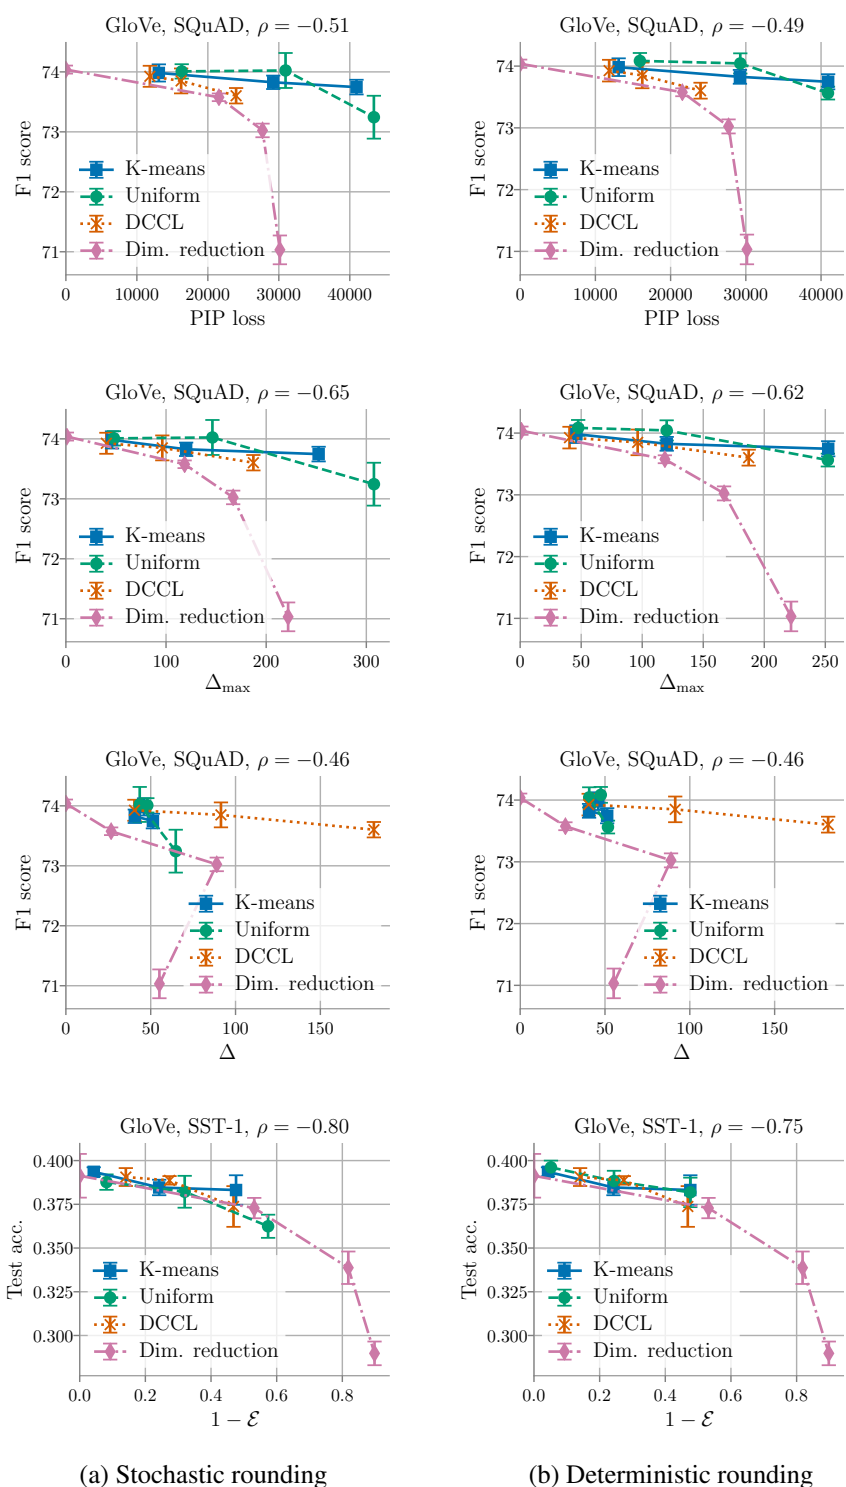 GloVe, SQuAD, ρ = −0.51
F1 score
74
73
72
71
K-means
Uniform
DCCL
Dim. reduction
0 10000 20000 30000 40000
PIP loss
GloVe, SQuAD, ρ = −0.49
F1 score
74
73
72
71
K-means
Uniform
DCCL
Dim. reduction
0 10000 20000 30000 40000
PIP loss
GloVe, SQuAD, ρ = −0.65
F1 score
74
73
72
71
K-means
Uniform
DCCL
Dim. reduction
0 100 200 300
Δmax
GloVe, SQuAD, ρ = −0.62
F1 score
74
73
72
71
K-means
Uniform
DCCL
Dim. reduction
0 50 100 150 200 250
Δmax
GloVe, SQuAD, ρ = −0.46
F1 score
74
73
72
71
K-means
Uniform
DCCL
Dim. reduction
0 50 100 150
Δ
GloVe, SQuAD, ρ = −0.46
F1 score
74
73
72
71
K-means
Uniform
DCCL
Dim. reduction
0 50 100 150
Δ
GloVe, SST-1, ρ = −0.80
Test acc.
0.400
0.375
0.350
0.325
0.300
K-means
Uniform
DCCL
Dim. reduction
0.0 0.2 0.4 0.6 0.8
1 − ℰ
GloVe, SST-1, ρ = −0.75
Test acc.
0.400
0.375
0.350
0.325
0.300
K-means
Uniform
DCCL
Dim. reduction
0.0 0.2 0.4 0.6 0.8
1 − ℰ
(a) Stochastic rounding
(b) Deterministic rounding